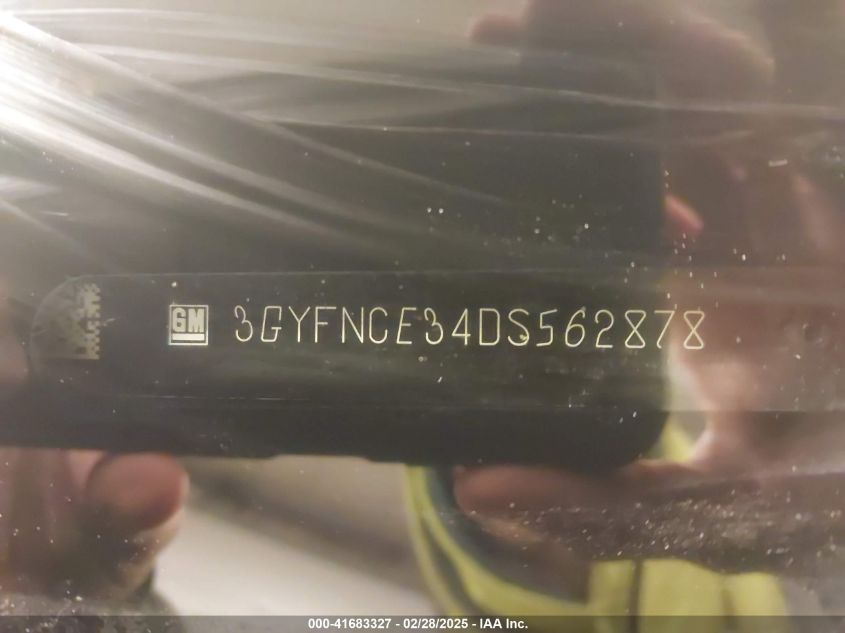 GM 3GYFNCE34DS562878
000-41683327 - 02/28/2025 - IAA Inc.